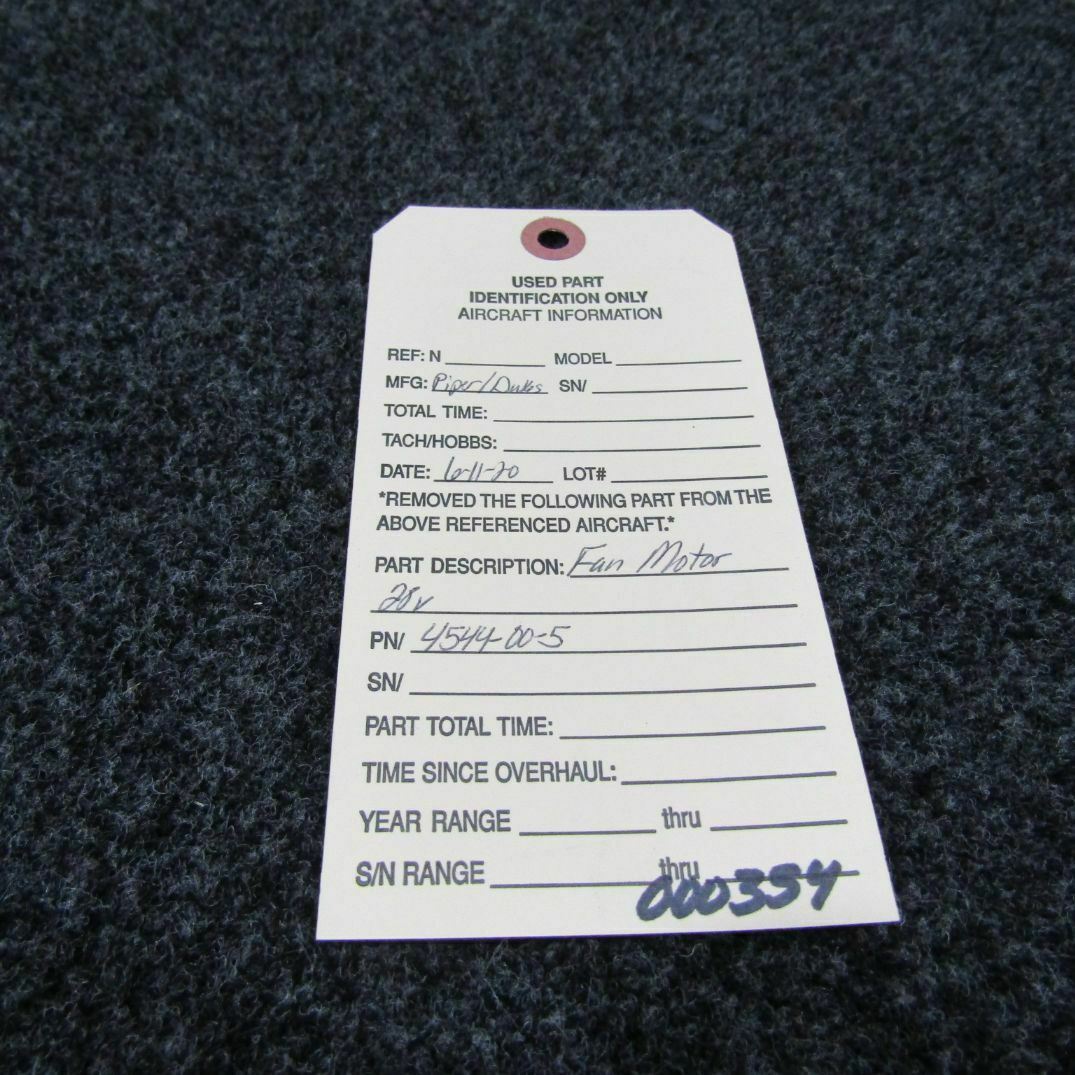 USED PART
IDENTIFICATION ONLY
AIRCRAFT INFORMATION
REF: N MODEL
MFG: Piper/Dukes SN/
TOTAL TIME:
TACH/HOBBS:
DATE: 6-11-20 LOT#
*REMOVED THE FOLLOWING PART FROM THE
ABOVE REFERENCED AIRCRAFT.*
PART DESCRIPTION: Fan Motor
28v
PN/ 4544-00-5
SN/
PART TOTAL TIME:
TIME SINCE OVERHAUL:
YEAR RANGE thru
S/N RANGE thru
000334